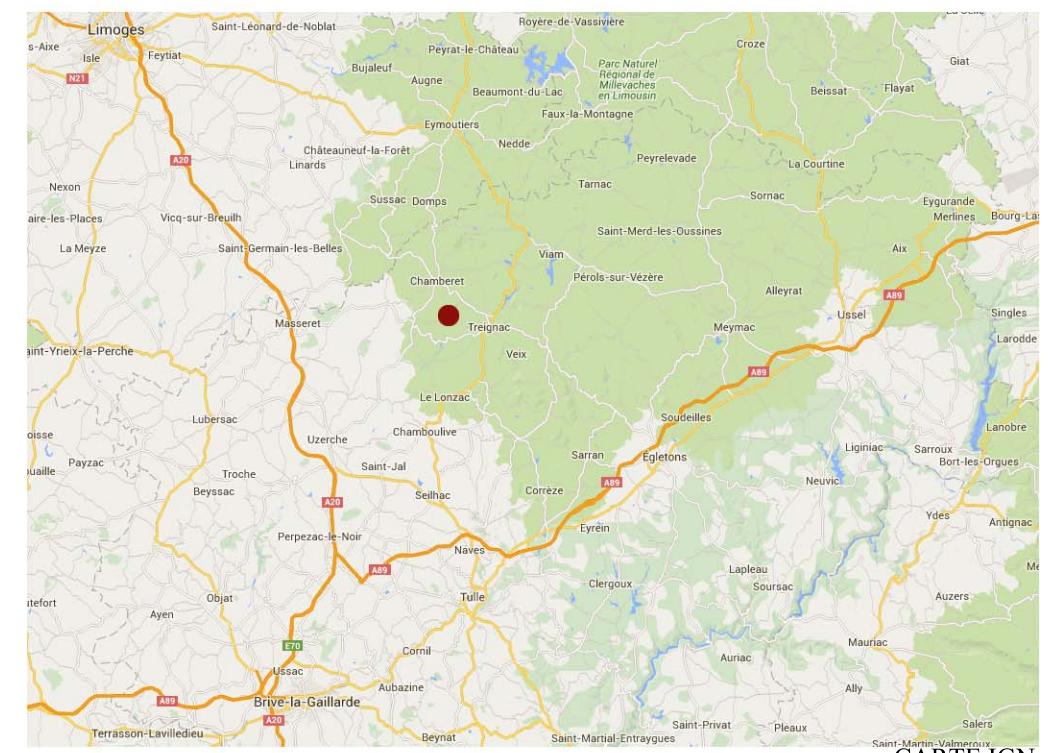 Limoges
Saint-Léonard-de-Noblat
Royère-de-Vassivière
s-Aixe
Isle
Feytiat
Peyrat-le-Château
Croze
Giat
N21
Bujaleuf
Augne
Parc Naturel
Régional de
Millevaches
en Limousin
Beaumont-du-Lac
Beissat
Flayat
Faux-la-Montagne
Eymoutiers
Nedde
Châteauneuf-la-Forêt
Linards
A20
Peyrelevade
La Courtine
Nexon
Tarnac
Sussac
Domps
Sornac
Eygurande
Merlines
Bourg-Las
aire-les-Places
Vicq-sur-Breuilh
Saint-Merd-les-Oussines
La Meyze
Saint-Germain-les-Belles
Viam
Aix
Chamberet
Pérols-sur-Vézère
Alleyrat
A89
Masseret
Treignac
Meymac
Ussel
Singles
Larodde
aint-Yrieix-la-Perche
Veix
A89
Le Lonzac
Lubersac
Soudeilles
Lanobre
oisse
Uzerche
Chamboulive
Liginiac
Sarroux
Bort-les-Orgues
uaille
Payzac
Troche
Saint-Jal
Sarran
Égletons
Beyssac
Seilhac
Corrèze
A89
Neuvic
A20
Ydes
Antignac
Perpezac-le-Noir
Naves
Eyrein
A89
Lapleau
Me
Clergoux
Soursac
utefort
Objat
Tulle
Auzers
Ayen
E70
Cornil
Mauriac
Auriac
Ussac
Aubazine
Ally
A89
Brive-la-Gaillarde
A20
Saint-Privat
Salers
Terrasson-Lavilledieu
Beynat
Saint-Martial-Entraygues
Pleaux
Saint-Martin-Valmeroux
CARTE IGN